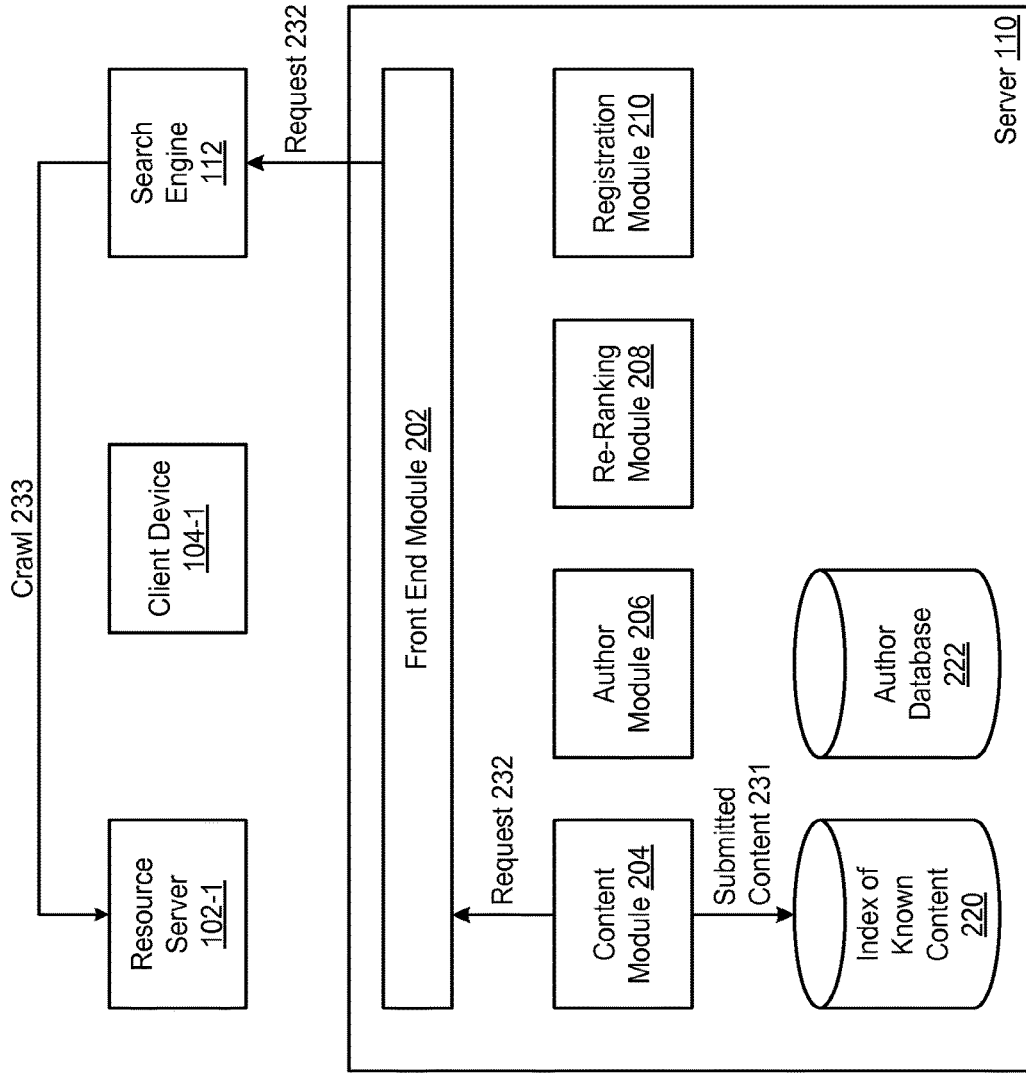 Crawl 233
Resource
Server
102-1
Client Device
104-1
Search
Engine
112
Request 232
Front End Module 202
Request 232
Content
Module 204
Author
Module 206
Re-Ranking
Module 208
Registration
Module 210
Submitted
Content 231
Index of
Known
Content
220
Author
Database
222
Server 110